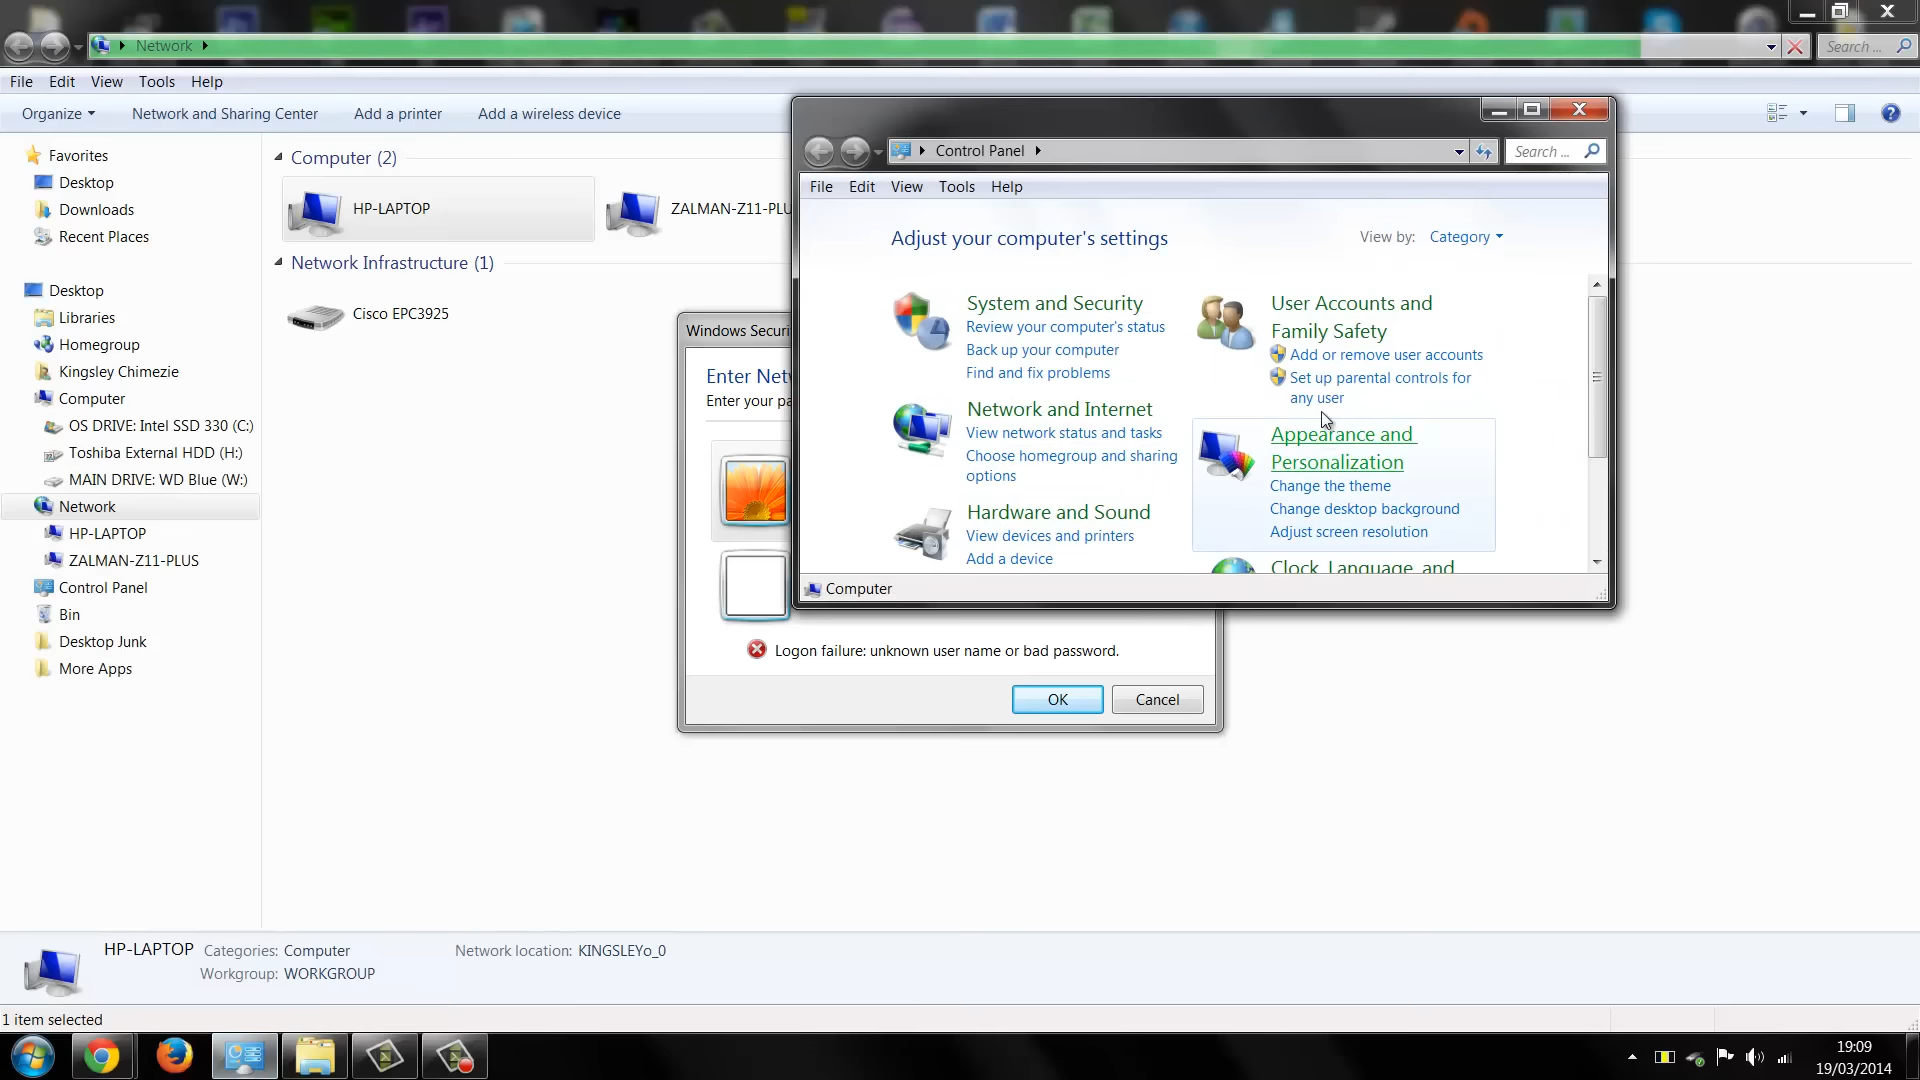 Network
Search ...
File Edit View Tools Help
Organize Network and Sharing Center Add a printer Add a wireless device
Favorites
Desktop
Downloads
Recent Places
Desktop
Libraries
Homegroup
Kingsley Chimezie
Computer
OS DRIVE: Intel SSD 330 (C:)
Toshiba External HDD (H:)
MAIN DRIVE: WD Blue (W:)
Network
HP-LAPTOP
ZALMAN-Z11-PLUS
Control Panel
Bin
Desktop Junk
More Apps
Computer (2)
HP-LAPTOP
ZALMAN-Z11-PLU
Network Infrastructure (1)
Cisco EPC3925
Windows Securi
Enter Net
Enter your pa
Logon failure: unknown user name or bad password.
OK Cancel
Control Panel
Search ...
File Edit View Tools Help
Adjust your computer's settings
View by: Category
System and Security
Review your computer's status
Back up your computer
Find and fix problems
Network and Internet
View network status and tasks
Choose homegroup and sharing
options
Hardware and Sound
View devices and printers
Add a device
User Accounts and
Family Safety
Add or remove user accounts
Set up parental controls for
any user
Appearance and
Personalization
Change the theme
Change desktop background
Adjust screen resolution
Clock, Language, and
Computer
HP-LAPTOP Categories: Computer Network location: KINGSLEYo_0
Workgroup: WORKGROUP
1 item selected
19:09
19/03/2014